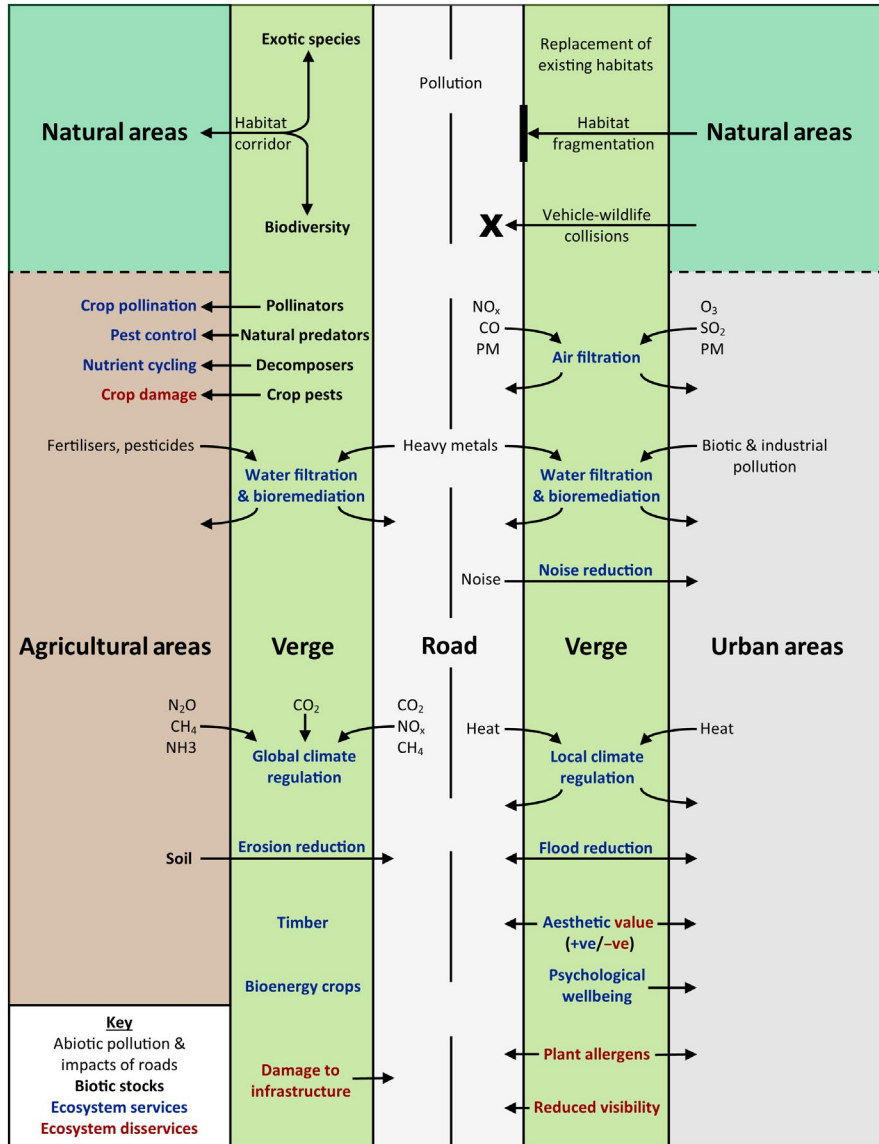 Exotic species
Replacement of
existing habitats
Pollution
Natural areas
Habitat
corridor
Habitat
fragmentation
Natural areas
Biodiversity
X
Vehicle-wildlife
collisions
Crop pollination
Pollinators
Pest control
Natural predators
Nutrient cycling
Decomposers
Crop damage
Crop pests
NOₓ
CO
PM
Air filtration
O₃
SO₂
PM
Fertilisers, pesticides
Water filtration
& bioremediation
Heavy metals
Water filtration
& bioremediation
Biotic & industrial
pollution
Noise
Noise reduction
Agricultural areas
Verge
Road
Verge
Urban areas
N₂O
CH₄
NH3
CO₂
Global climate
regulation
CO₂
NOₓ
CH₄
Heat
Local climate
regulation
Heat
Soil
Erosion reduction
Flood reduction
Timber
Aesthetic value
(+ve/−ve)
Bioenergy crops
Psychological
wellbeing
Key
Abiotic pollution &
impacts of roads
Biotic stocks
Ecosystem services
Ecosystem disservices
Damage to
infrastructure
Plant allergens
Reduced visibility